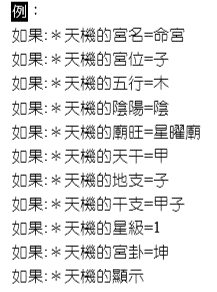 例：
如果:＊天機的宮名=命宮
如果:＊天機的宮位=子
如果:＊天機的五行=木
如果:＊天機的陰陽=陰
如果:＊天機的廟旺=星曜廟
如果:＊天機的天干=甲
如果:＊天機的地支=子
如果:＊天機的干支=甲子
如果:＊天機的星級=1
如果:＊天機的宮卦=坤
如果:＊天機的顯示